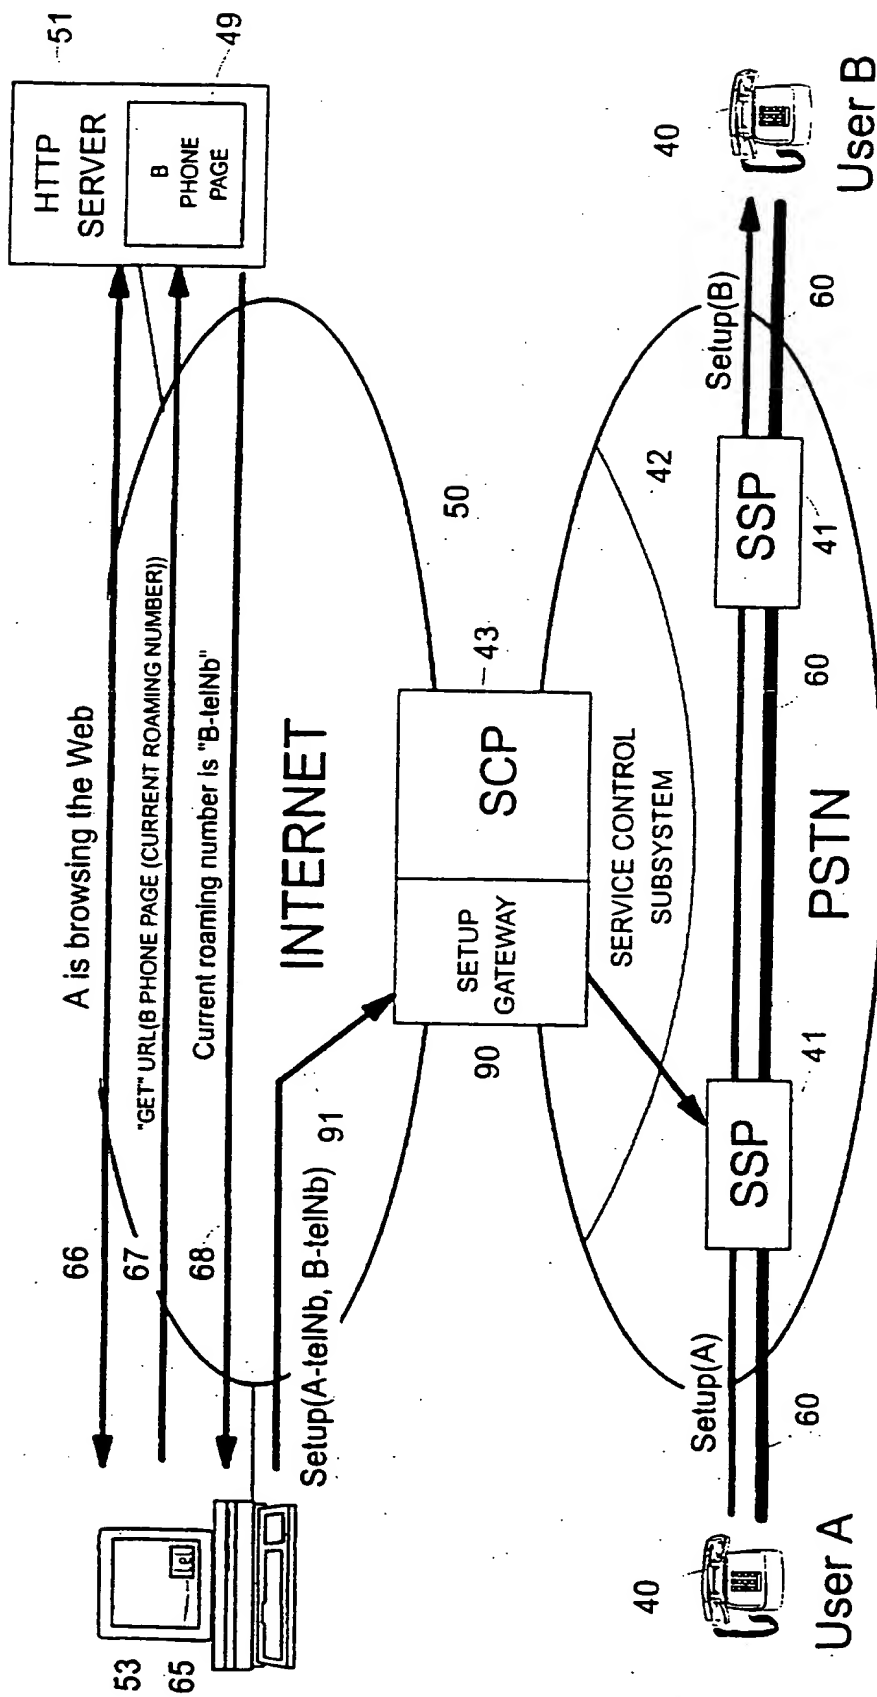 51
49
HTTP
SERVER
B
PHONE
PAGE
A is browsing the Web
66
"GET" URL(B PHONE PAGE (CURRENT ROAMING NUMBER))
67
Current roaming number is "B-telNb"
68
53
65
tel
INTERNET
Setup(A-telNb, B-telNb)
91
50
90
SETUP
GATEWAY
SCP
43
SERVICE CONTROL
SUBSYSTEM
42
Setup(A)
SSP
41
60
SSP
41
Setup(B)
60
60
PSTN
40
User A
40
User B